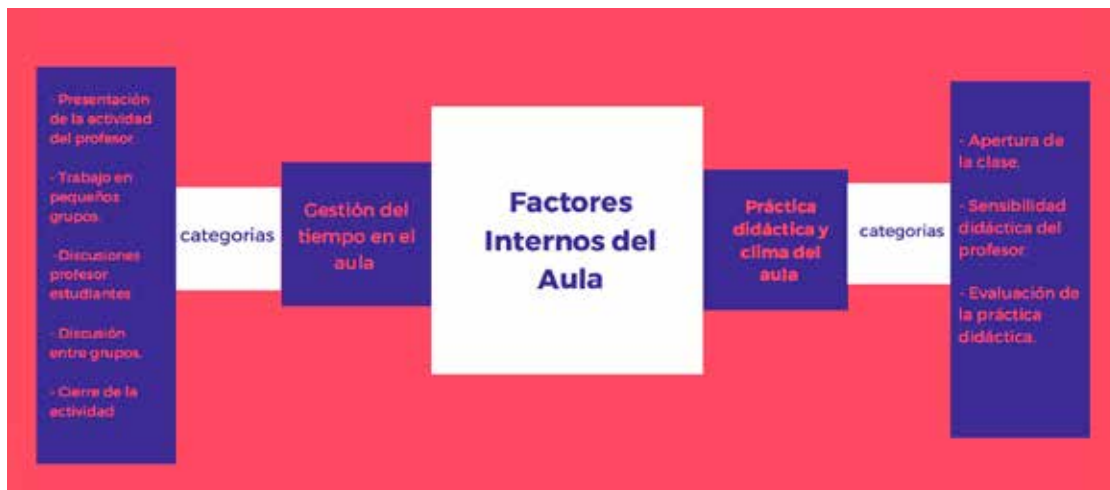 - Presentación
de la actividad
del profesor.
- Trabajo en
pequeños
grupos.
-Discusiones
profesor
estudiantes
- Discusión
entre grupos.
- Cierre de la
actividad
categorias
Gestión del
tiempo en el
aula
Factores
Internos del
Aula
Práctica
didáctica y
clima del
aula
categorias
- Apertura de
la clase.
- Sensibilidad
didáctica del
profesor
- Evaluación de
la práctica
didáctica.